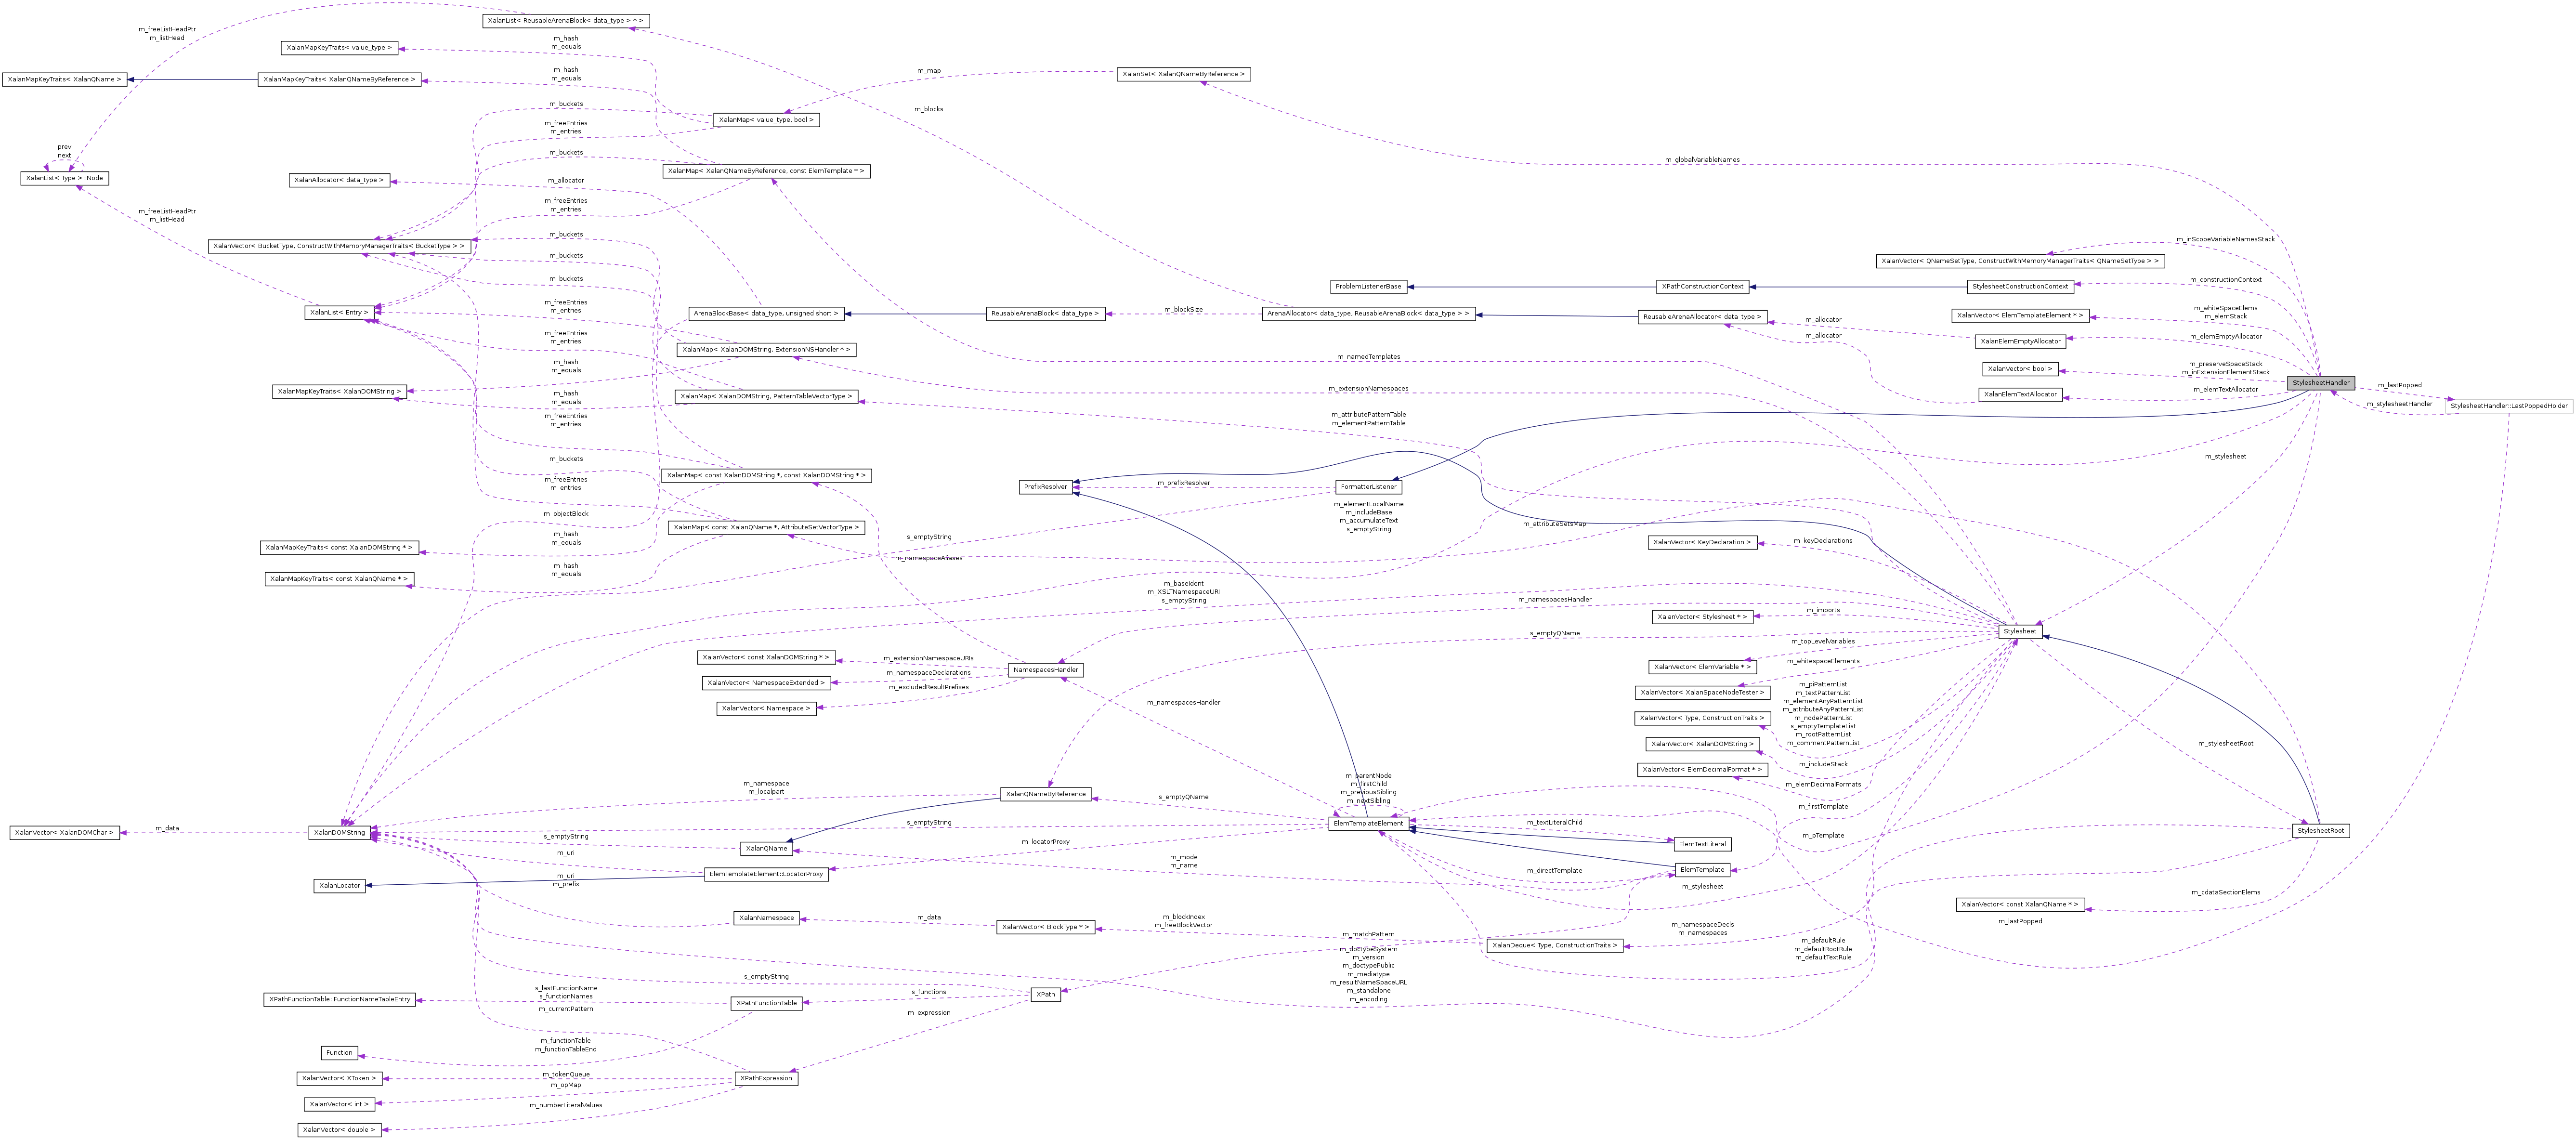 XalanList< ReusableArenaBlock< data_type > * >
m_freeListHeadPtr
m_listHead
XalanMapKeyTraits< value_type >
m_hash
m_equals
XalanMapKeyTraits< XalanQName >
XalanMapKeyTraits< XalanQNameByReference >
m_hash
m_equals
m_map
XalanSet< XalanQNameByReference >
m_buckets
m_blocks
XalanMap< value_type, bool >
m_freeEntries
m_entries
prev
next
m_buckets
m_globalVariableNames
XalanMap< XalanQNameByReference, const ElemTemplate * >
XalanList< Type >::Node
XalanAllocator< data_type >
m_allocator
m_freeEntries
m_entries
m_freeListHeadPtr
m_listHead
m_buckets
XalanVector< BucketType, ConstructWithMemoryManagerTraits< BucketType > >
m_inScopeVariableNamesStack
m_buckets
XalanVector< QNameSetType, ConstructWithMemoryManagerTraits< QNameSetType > >
m_buckets
m_constructionContext
ProblemListenerBase
XPathConstructionContext
StylesheetConstructionContext
m_freeEntries
m_entries
XalanList< Entry >
ArenaBlockBase< data_type, unsigned short >
ReusableArenaBlock< data_type >
m_blockSize
ArenaAllocator< data_type, ReusableArenaBlock< data_type > >
ReusableArenaAllocator< data_type >
m_allocator
m_whiteSpaceElems
m_elemStack
XalanVector< ElemTemplateElement * >
m_freeEntries
m_entries
m_allocator
m_elemEmptyAllocator
XalanElemEmptyAllocator
XalanMap< XalanDOMString, ExtensionNSHandler * >
m_namedTemplates
m_hash
m_equals
XalanVector< bool >
m_preserveSpaceStack
m_inExtensionElementStack
StylesheetHandler
m_lastPopped
XalanMapKeyTraits< XalanDOMString >
m_extensionNamespaces
m_elemTextAllocator
XalanElemTextAllocator
XalanMap< XalanDOMString, PatternTableVectorType >
m_hash
m_equals
m_stylesheetHandler
StylesheetHandler::LastPoppedHolder
m_freeEntries
m_entries
m_attributePatternTable
m_elementPatternTable
m_buckets
m_stylesheet
XalanMap< const XalanDOMString *, const XalanDOMString * >
m_freeEntries
m_entries
PrefixResolver
m_prefixResolver
FormatterListener
m_objectBlock
m_elementLocalName
m_includeBase
m_accumulateText
s_emptyString
m_attributeSetsMap
XalanMap< const XalanQName *, AttributeSetVectorType >
m_hash
m_equals
s_emptyString
XalanMapKeyTraits< const XalanDOMString * >
XalanVector< KeyDeclaration >
m_keyDeclarations
m_namespaceAliases
m_hash
m_equals
XalanMapKeyTraits< const XalanQName * >
m_baseIdent
m_XSLTNamespaceURI
s_emptyString
m_namespacesHandler
XalanVector< Stylesheet * >
m_imports
s_emptyQName
Stylesheet
m_topLevelVariables
XalanVector< const XalanDOMString * >
m_extensionNamespaceURIs
NamespacesHandler
XalanVector< ElemVariable * >
m_whitespaceElements
m_namespaceDeclarations
XalanVector< NamespaceExtended >
m_excludedResultPrefixes
XalanVector< XalanSpaceNodeTester >
XalanVector< Namespace >
m_namespacesHandler
m_piPatternList
m_textPatternList
m_elementAnyPatternList
m_attributeAnyPatternList
m_nodePatternList
s_emptyTemplateList
m_rootPatternList
m_commentPatternList
XalanVector< Type, ConstructionTraits >
m_stylesheetRoot
XalanVector< XalanDOMString >
m_includeStack
XalanVector< ElemDecimalFormat * >
m_elemDecimalFormats
m_namespace
m_localpart
XalanQNameByReference
s_emptyQName
m_parentNode
m_firstChild
m_previousSibling
m_nextSibling
m_firstTemplate
XalanVector< XalanDOMChar >
m_data
XalanDOMString
s_emptyString
ElemTemplateElement
m_textLiteralChild
StylesheetRoot
s_emptyString
m_pTemplate
XalanQName
m_locatorProxy
ElemTextLiteral
m_uri
m_mode
m_name
ElemTemplateElement::LocatorProxy
m_directTemplate
ElemTemplate
XalanLocator
m_uri
m_prefix
m_stylesheet
m_cdataSectionElems
XalanVector< const XalanQName * >
XalanNamespace
m_data
XalanVector< BlockType * >
m_blockIndex
m_freeBlockVector
m_lastPopped
m_namespaceDecls
m_namespaces
m_matchPattern
XalanDeque< Type, ConstructionTraits >
m_defaultRule
m_defaultRootRule
m_defaultTextRule
m_doctypeSystem
m_version
m_doctypePublic
m_mediatype
m_resultNameSpaceURL
m_standalone
m_encoding
s_emptyString
s_lastFunctionName
s_functionNames
XPathFunctionTable::FunctionNameTableEntry
XPathFunctionTable
s_functions
XPath
m_currentPattern
m_expression
m_functionTable
m_functionTableEnd
Function
m_tokenQueue
XalanVector< XToken >
XPathExpression
m_opMap
XalanVector< int >
m_numberLiteralValues
XalanVector< double >